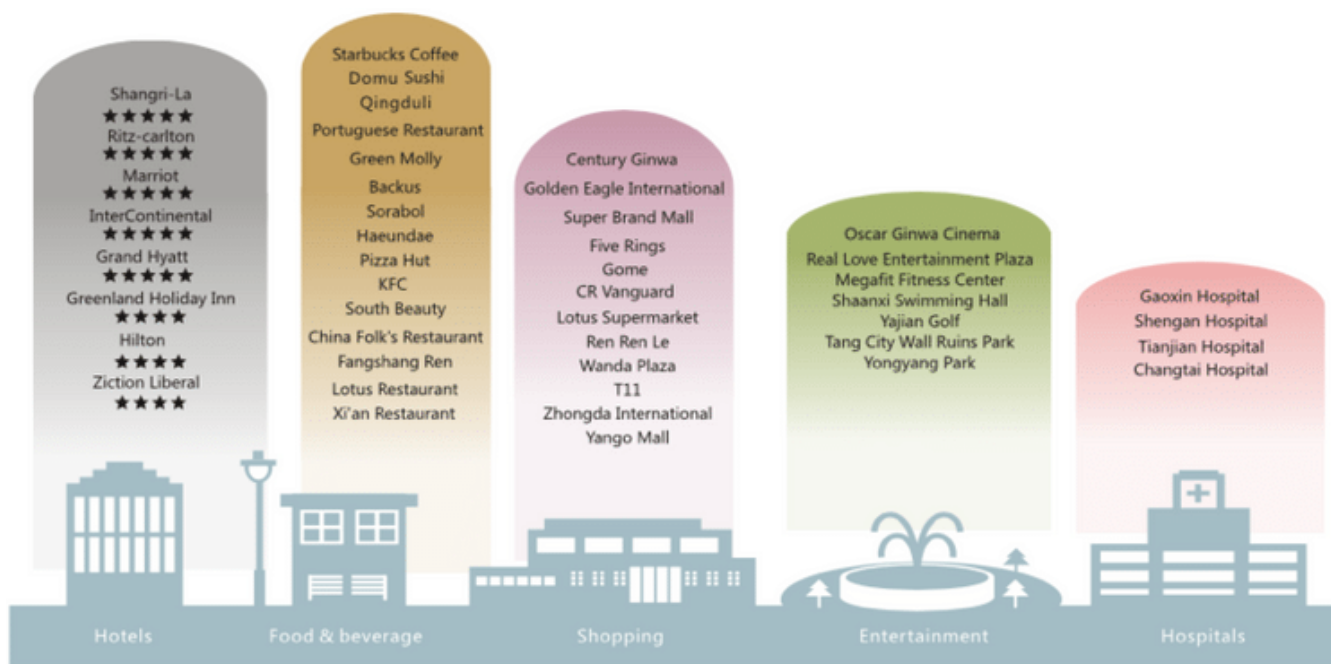 Shangri-La
★★★★★
Ritz-carlton
★★★★★
Marriot
★★★★★
InterContinental
★★★★★
Grand Hyatt
★★★★★
Greenland Holiday Inn
★★★★
Hilton
★★★★
Ziction Liberal
★★★★
Starbucks Coffee
Domu Sushi
Qingduli
Portuguese Restaurant
Green Molly
Backus
Sorabol
Haeundae
Pizza Hut
KFC
South Beauty
China Folk's Restaurant
Fangshang Ren
Lotus Restaurant
Xi'an Restaurant
Century Ginwa
Golden Eagle International
Super Brand Mall
Five Rings
Gome
CR Vanguard
Lotus Supermarket
Ren Ren Le
Wanda Plaza
T11
Zhongda International
Yango Mall
Oscar Ginwa Cinema
Real Love Entertainment Plaza
Megafit Fitness Center
Shaanxi Swimming Hall
Yajian Golf
Tang City Wall Ruins Park
Yongyang Park
Gaoxin Hospital
Shengan Hospital
Tianjian Hospital
Changtai Hospital
Hotels
Food & beverage
Shopping
Entertainment
Hospitals